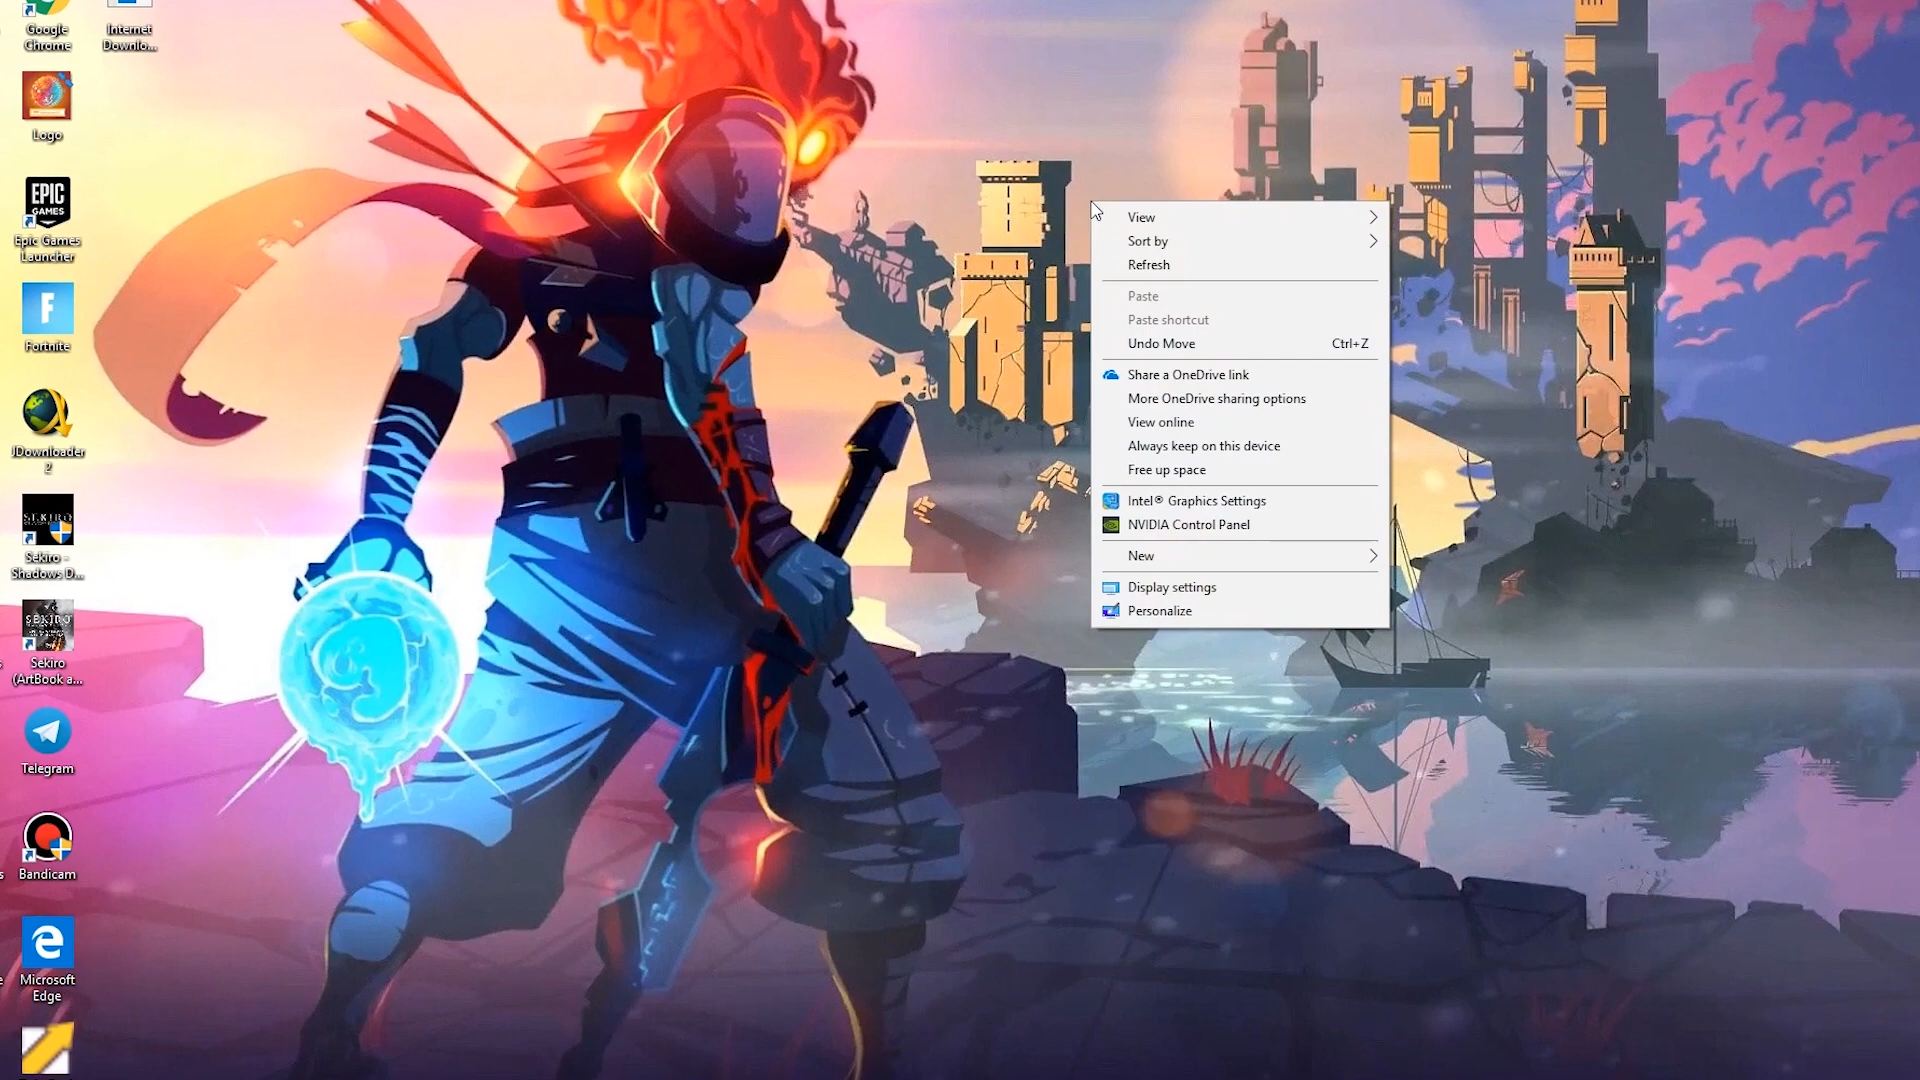 Google
Chrome
Internet
Downlo...
Logo
EPIC
GAMES
Epic Games
Launcher
F
Fortnite
JDownloader
2
SEKIRO
Sekiro -
Shadows D...
SEKIRO
Sekiro
(ArtBook a...
Telegram
Bandicam
Microsoft
Edge
View
Sort by
Refresh
Paste
Paste shortcut
Undo Move Ctrl+Z
Share a OneDrive link
More OneDrive sharing options
View online
Always keep on this device
Free up space
Intel® Graphics Settings
NVIDIA Control Panel
New
Display settings
Personalize